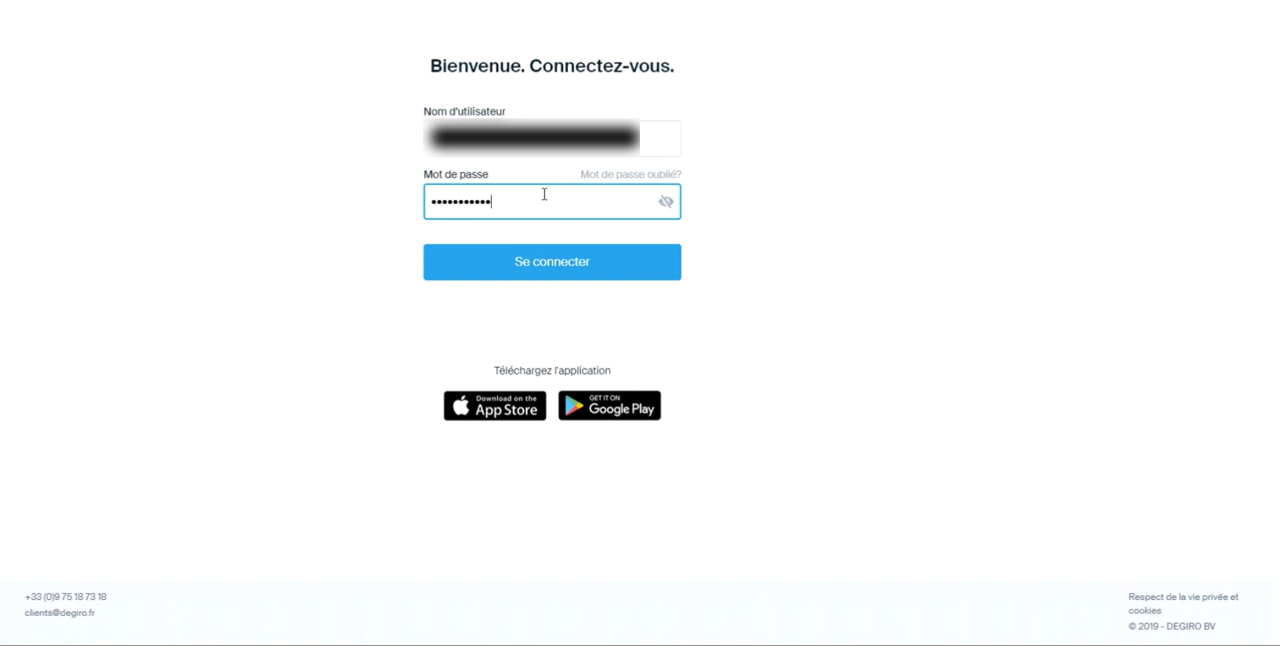 Bienvenue. Connectez-vous.
Nom d'utilisateur
Mot de passe
Mot de passe oublié?
•••••••••••
Se connecter
Téléchargez l'application
Download on the
App Store
GET IT ON
Google Play
+33 (0)9 75 18 73 18
clients@degiro.fr
Respect de la vie privée et
cookies
© 2019 - DEGIRO BV